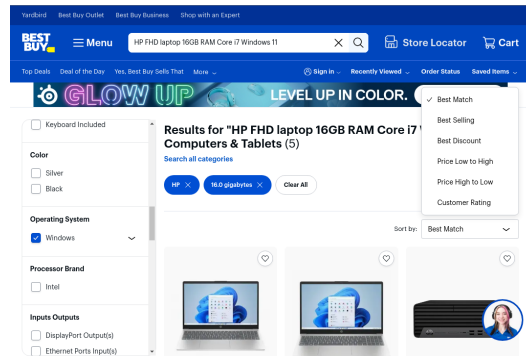 Yardbird Best Buy Outlet Best Buy Business Shop with an Expert
BEST BUY
Menu
HP FHD laptop 16GB RAM Core i7 Windows 11
Store Locator
Cart
Top Deals Deal of the Day Yes, Best Buy Sells That More
Sign in Recently Viewed Order Status Saved Items
GLOW UP LEVEL UP IN COLOR.
Best Match
Best Selling
Best Discount
Price Low to High
Price High to Low
Customer Rating
Keyboard Included
Color
Silver
Black
Operating System
Windows
Processor Brand
Intel
Inputs Outputs
DisplayPort Output(s)
Ethernet Ports Input(s)
Results for "HP FHD laptop 16GB RAM Core i7
Computers & Tablets (5)
Search all categories
HP
16.0 gigabytes
Clear All
Sort by: Best Match